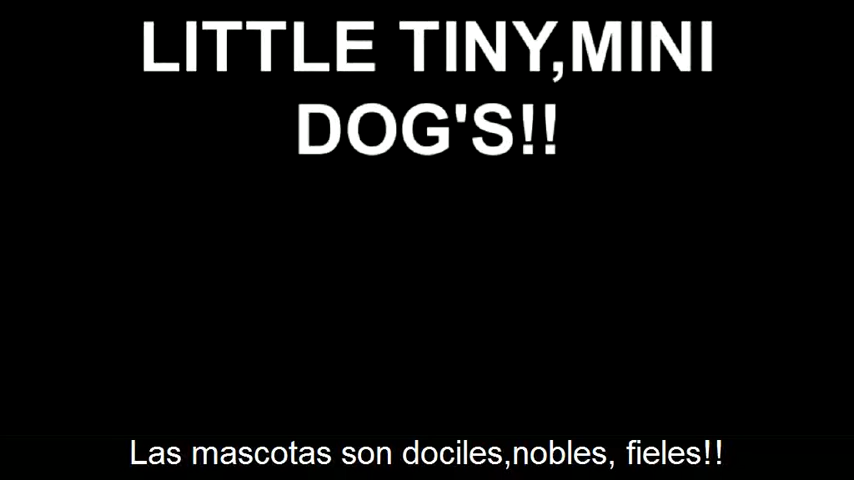 LITTLE TINY,MINI
DOG'S!!
Las mascotas son dociles,nobles, fieles!!